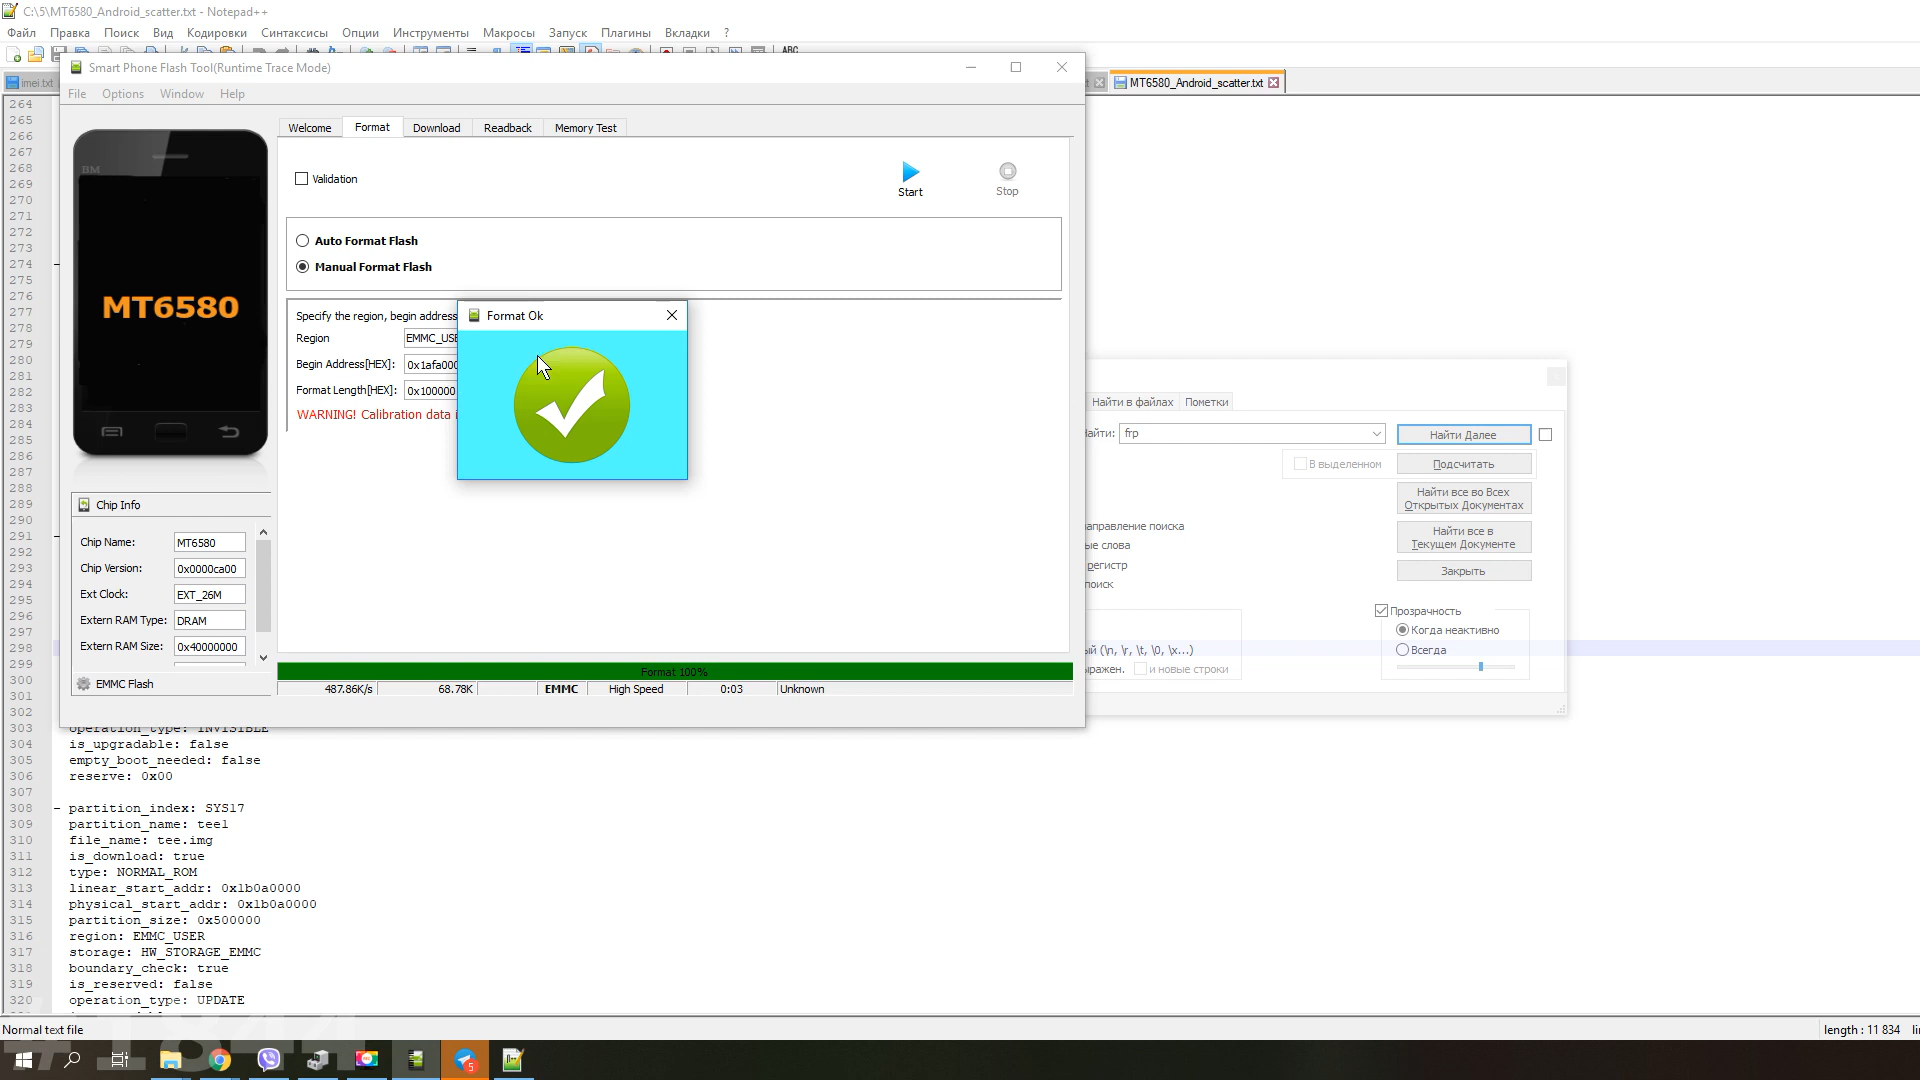 C:\5\MT6580_Android_scatter.txt - Notepad++
Файл Правка Поиск Вид Кодировки Синтаксисы Опции Инструменты Макросы Запуск Плагины Вкладки ?
ABC
imei.txt
MT6580_Android_scatter.txt
Smart Phone Flash Tool(Runtime Trace Mode)
File Options Window Help
Welcome Format Download Readback Memory Test
BM
MT6580
Validation
Start
Stop
Auto Format Flash
Manual Format Flash
Specify the region, begin address
Region EMMC_USE
Begin Address[HEX]: 0x1afa000
Format Length[HEX]: 0x100000
WARNING! Calibration data i
Format Ok
Chip Info
Chip Name: MT6580
Chip Version: 0x0000ca00
Ext Clock: EXT_26M
Extern RAM Type: DRAM
Extern RAM Size: 0x40000000
EMMC Flash
Format 100%
487.86K/s 68.78K EMMC High Speed 0:03 Unknown
Найти в файлах Пометки
айти: frp
Найти Далее
В выделенном
Подсчитать
Найти все во Всех
Открытых Документах
Найти все в
Текущем Документе
Закрыть
аправление поиска
ые слова
регистр
поиск
Прозрачность
Когда неактивно
Всегда
ый (\n, \r, \t, \0, \x...)
ыражен. и новые строки
264
265
266
267
268
269
270
271
272
273
274
275
276
277
278
279
280
281
282
283
284
285
286
287
288
289
290
291
292
293
294
295
296
297
298
299
300
301
302
303 operation_type: INVISIBLE
304 is_upgradable: false
305 empty_boot_needed: false
306 reserve: 0x00
307
308 - partition_index: SYS17
309 partition_name: tee1
310 file_name: tee.img
311 is_download: true
312 type: NORMAL_ROM
313 linear_start_addr: 0x1b0a0000
314 physical_start_addr: 0x1b0a0000
315 partition_size: 0x500000
316 region: EMMC_USER
317 storage: HW_STORAGE_EMMC
318 boundary_check: true
319 is_reserved: false
320 operation_type: UPDATE
Normal text file
length : 11 834 li
#1844
5